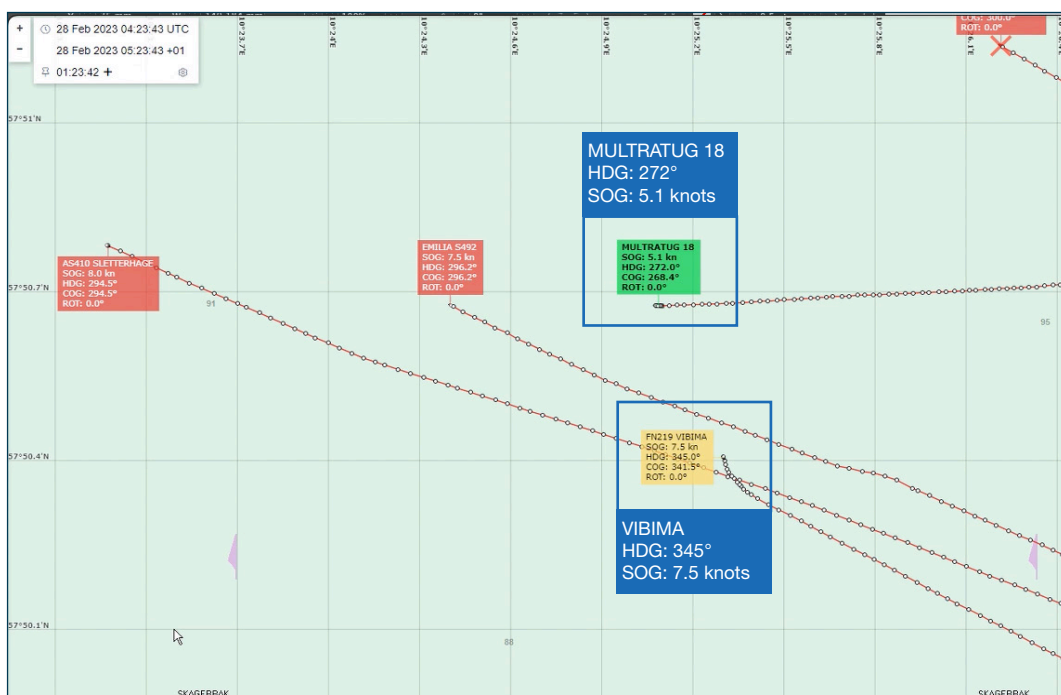 +
28 Feb 2023 04:23:43 UTC
−
28 Feb 2023 05:23:43 +01
01:23:42 +
10°23.7'E
10°24'E
10°24.3'E
10°24.6'E
10°24.9'E
10°25.2'E
10°25.5'E
10°25.8'E
10°26.1'E
COG: 300.0°
ROT: 0.0°
57°51'N
MULTRATUG 18
HDG: 272°
SOG: 5.1 knots
AS410 SLETTERHAGE
SOG: 8.0 kn
HDG: 294.5°
COG: 294.5°
ROT: 0.0°
EMILIA S492
SOG: 7.5 kn
HDG: 296.2°
COG: 296.2°
ROT: 0.0°
MULTRATUG 18
SOG: 5.1 kn
HDG: 272.0°
COG: 268.4°
ROT: 0.0°
57°50.7'N
91
95
FN219 VIBIMA
SOG: 7.5 kn
HDG: 345.0°
COG: 341.5°
ROT: 0.0°
57°50.4'N
VIBIMA
HDG: 345°
SOG: 7.5 knots
57°50.1'N
88
SKAGERRAK
SKAGERRAK